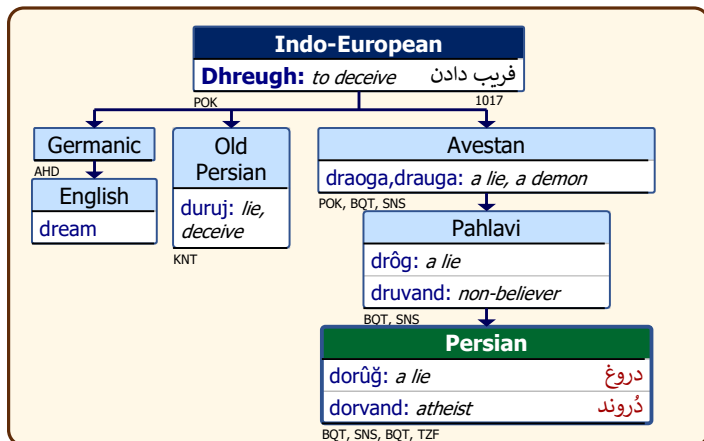 Indo-European
Dhreugh: to deceive فریب دادن
POK 1017
Germanic
AHD
English
dream
Old
Persian
duruj: lie,
deceive
KNT
Avestan
draoga,drauga: a lie, a demon
POK, BQT, SNS
Pahlavi
drôg: a lie
druvand: non-believer
BQT, SNS
Persian
dorûğ: a lie دروغ
dorvand: atheist دُروند
BQT, SNS, BQT, TZF